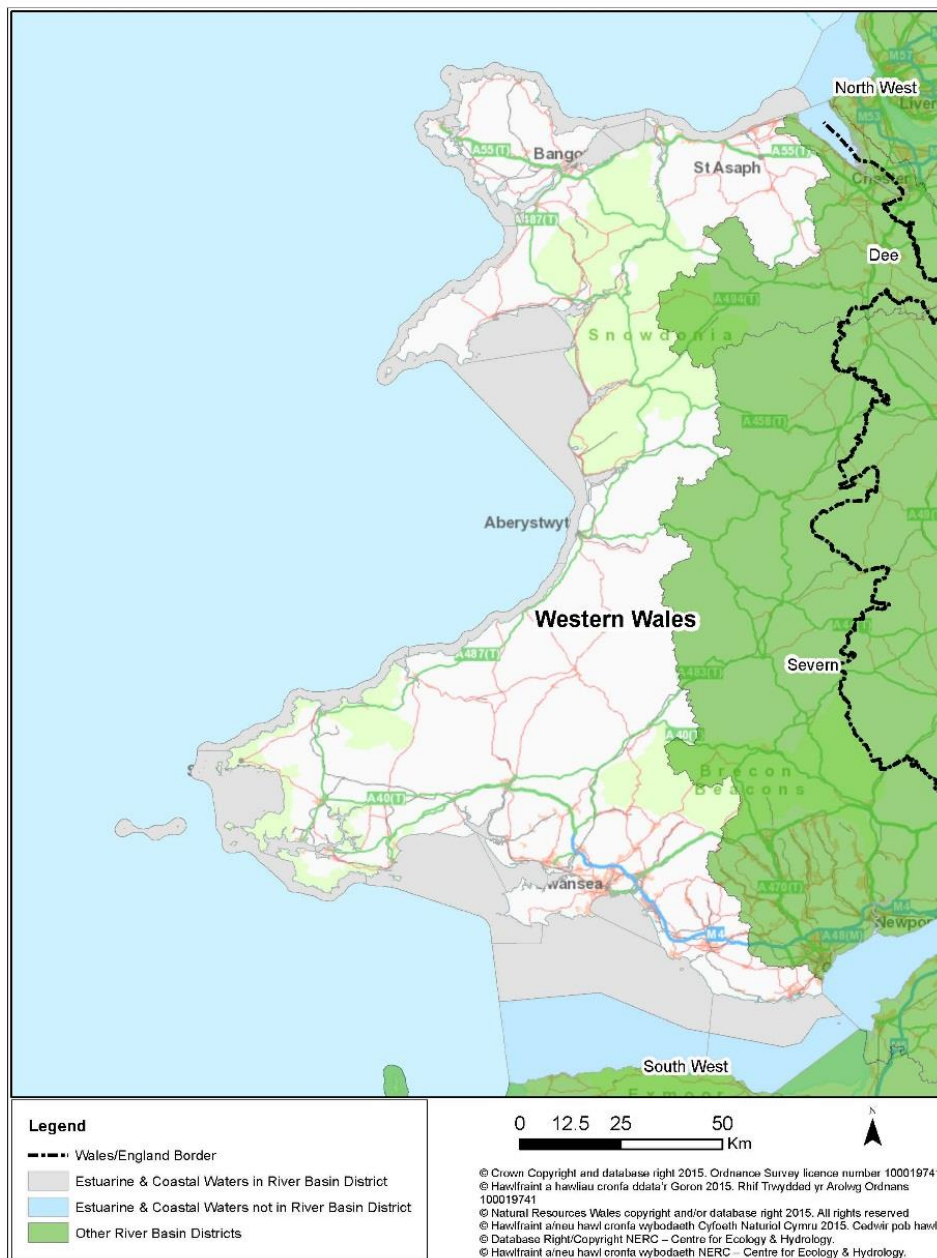 North West
M57
M53
A55(T)
Bango
St Asaph
A55(T)
A487(T)
Dee
A494(T)
Snowdonia
A458(T)
Aberystwyt
Western Wales
A487(T)
A483(T)
Severn
A40(T
Brecon
Beacons
A40(T)
wansea
A470(T)
M4
Newpor
A48(M)
M4
South West
Exmoor
Legend
Wales/England Border
Estuarine & Coastal Waters in River Basin District
Estuarine & Coastal Waters not in River Basin District
Other River Basin Districts
0 12.5 25 50
Km
N
© Crown Copyright and database right 2015. Ordnance Survey licence number 100019741
© Hawlfraint a hawliau cronfa ddata'r Goron 2015. Rhif Trwydded yr Arolwg Ordnans
100019741
© Natural Resources Wales copyright and/or database right 2015. All rights reserved
© Hawlfraint a/neu hawl cronfa wybodaeth Cyfoeth Naturiol Cymru 2015. Cedwir pob hawl
© Database Right/Copyright NERC – Centre for Ecology & Hydrology.
© Hawlfraint a/neu hawl cronfa wybodaeth NERC – Centre for Ecology & Hydrology.